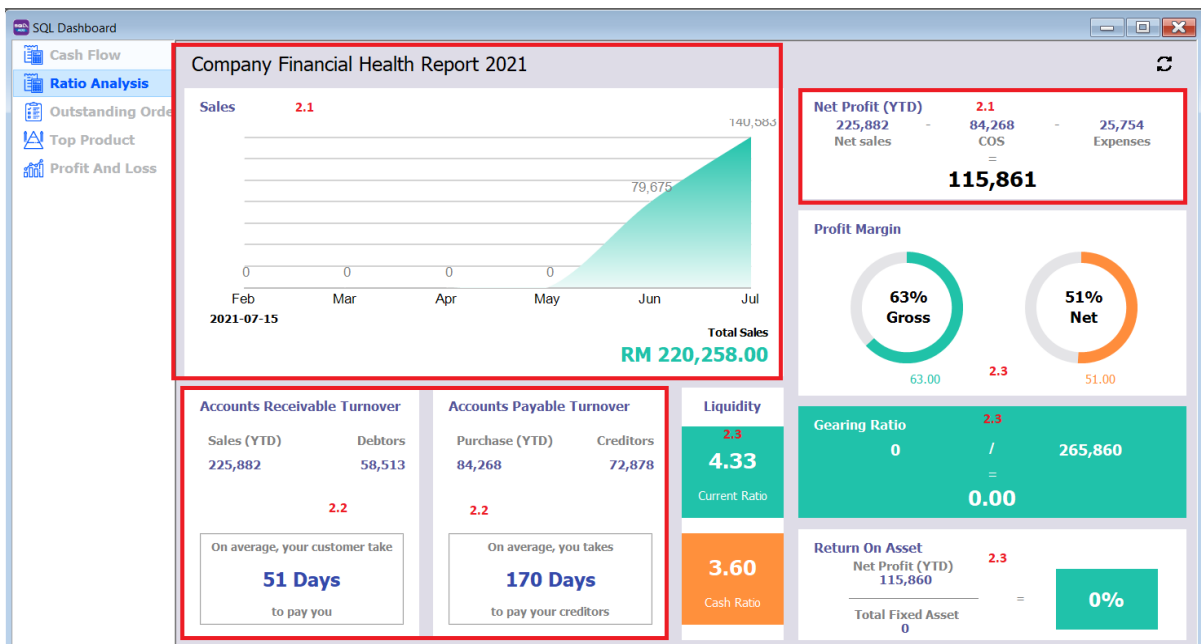 SQL Dashboard
Cash Flow
Ratio Analysis
Outstanding Orde
Top Product
Profit And Loss
Company Financial Health Report 2021
Sales 2.1
140,583
79,675
0 0 0 0
Feb Mar Apr May Jun Jul
2021-07-15
Total Sales
RM 220,258.00
Net Profit (YTD) 2.1
225,882 - 84,268 - 25,754
Net sales COS Expenses
=
115,861
Profit Margin
63% Gross
51% Net
63.00 2.3 51.00
Accounts Receivable Turnover
Sales (YTD) Debtors
225,882 58,513
2.2
On average, your customer take
51 Days
to pay you
Accounts Payable Turnover
Purchase (YTD) Creditors
84,268 72,878
2.2
On average, you takes
170 Days
to pay your creditors
Liquidity
2.3
4.33
Current Ratio
3.60
Cash Ratio
Gearing Ratio 2.3
0 / 265,860
=
0.00
Return On Asset
2.3
Net Profit (YTD)
115,860
=
0%
Total Fixed Asset
0